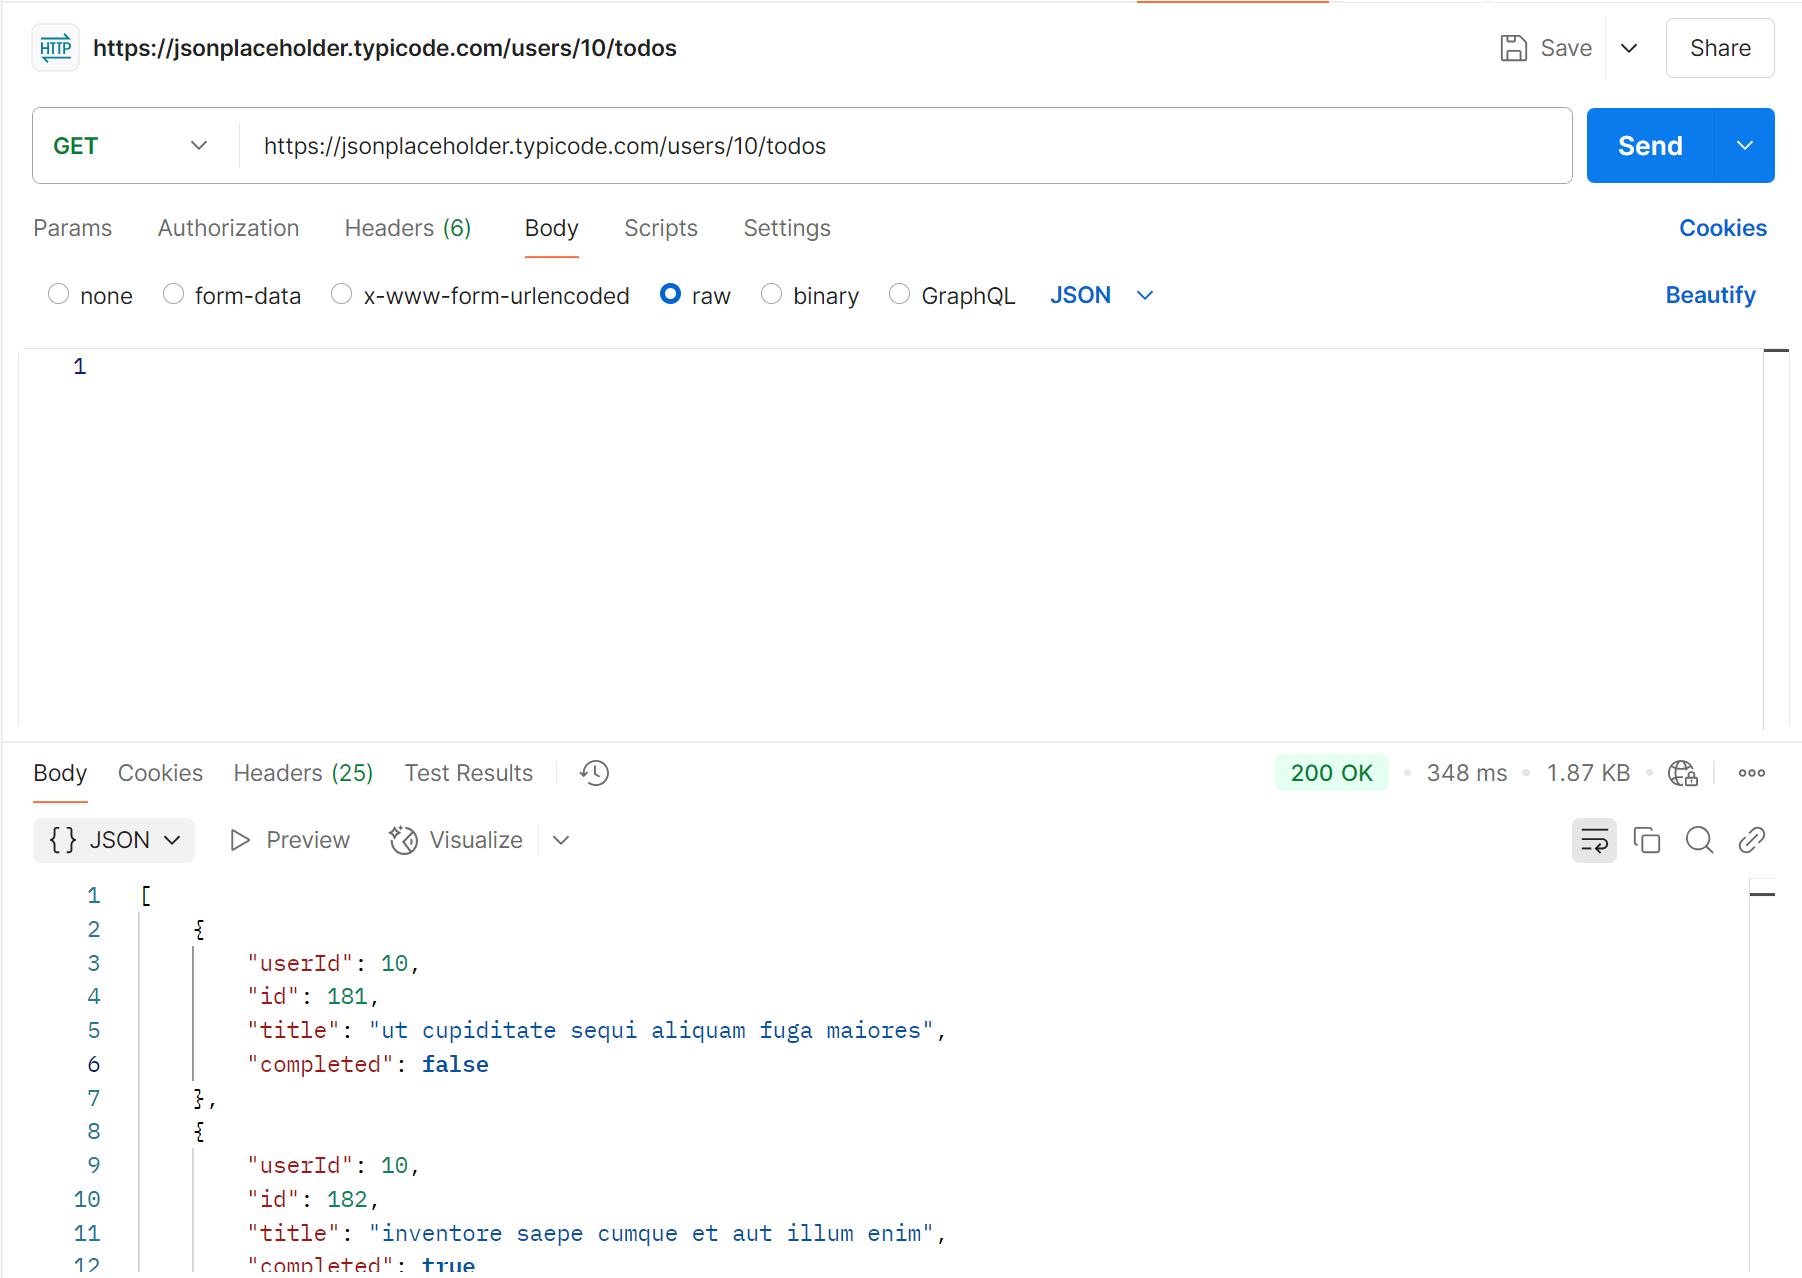 HTTP https://jsonplaceholder.typicode.com/users/10/todos Save Share
GET https://jsonplaceholder.typicode.com/users/10/todos Send
Params Authorization Headers (6) Body Scripts Settings Cookies
none form-data x-www-form-urlencoded raw binary GraphQL JSON Beautify
1
Body Cookies Headers (25) Test Results 200 OK 348 ms 1.87 KB
{} JSON Preview Visualize
1 [
2 {
3 "userId": 10,
4 "id": 181,
5 "title": "ut cupiditate sequi aliquam fuga maiores",
6 "completed": false
7 },
8 {
9 "userId": 10,
10 "id": 182,
11 "title": "inventore saepe cumque et aut illum enim",
12 "completed": true